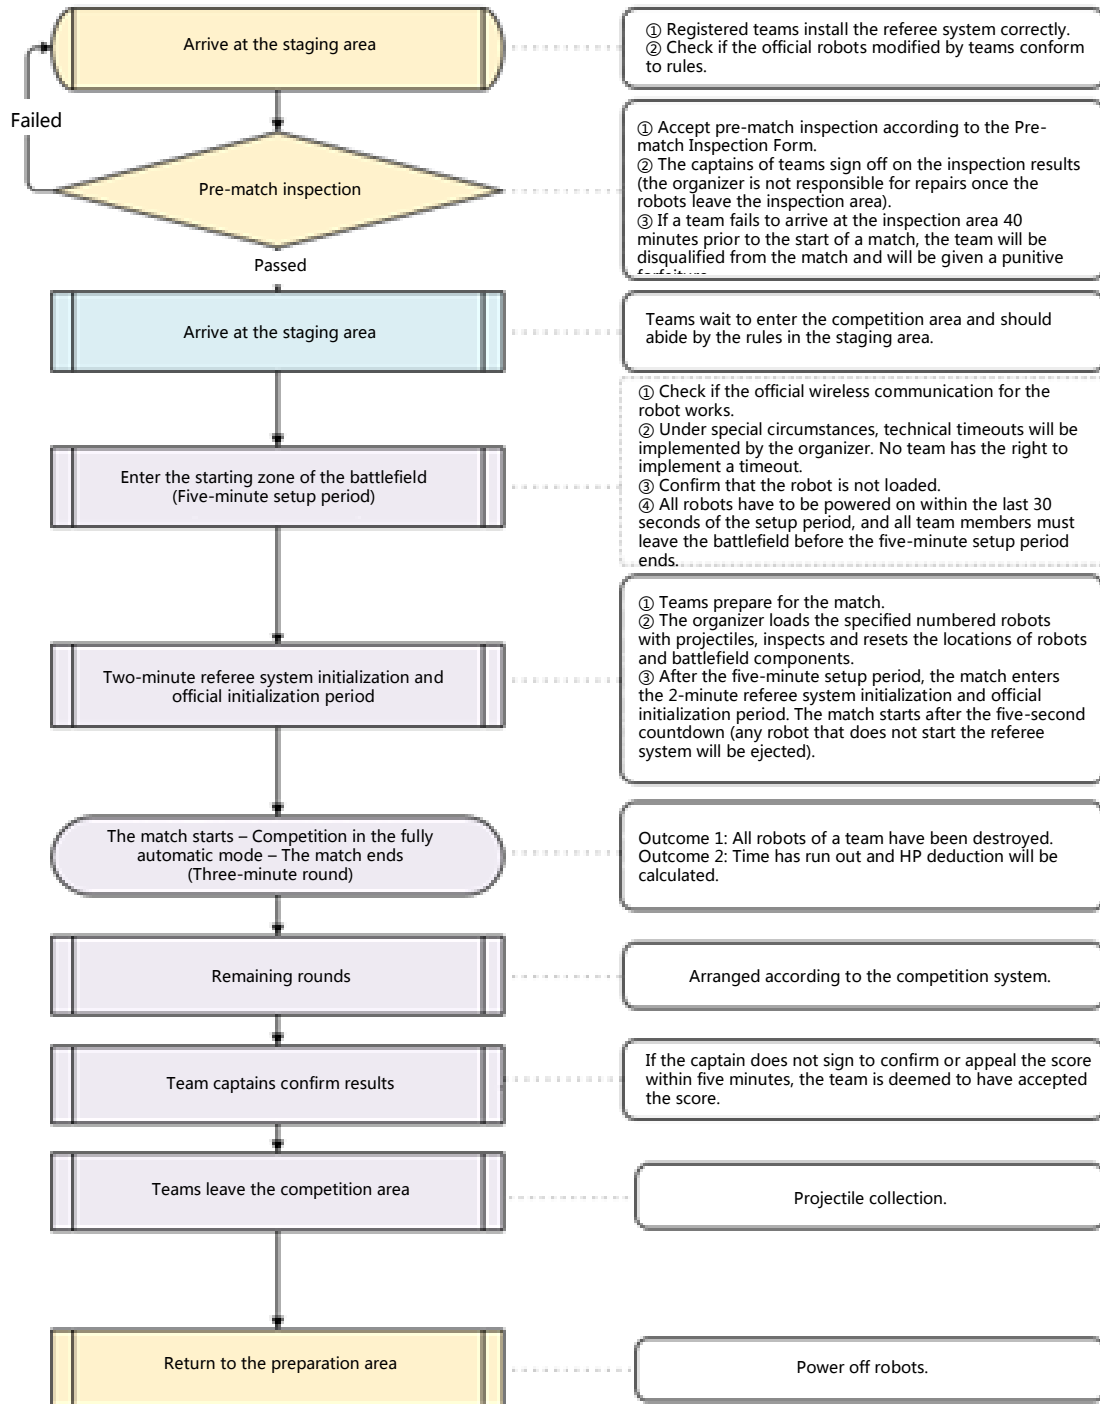 Arrive at the staging area
① Registered teams install the referee system correctly.
② Check if the official robots modified by teams conform
to rules.
Failed
Pre-match inspection
① Accept pre-match inspection according to the Pre-
match Inspection Form.
② The captains of teams sign off on the inspection results
(the organizer is not responsible for repairs once the
robots leave the inspection area).
③ If a team fails to arrive at the inspection area 40
minutes prior to the start of a match, the team will be
disqualified from the match and will be given a punitive
Passed
Arrive at the staging area
Teams wait to enter the competition area and should
abide by the rules in the staging area.
Enter the starting zone of the battlefield
(Five-minute setup period)
① Check if the official wireless communication for the
robot works.
② Under special circumstances, technical timeouts will be
implemented by the organizer. No team has the right to
implement a timeout.
③ Confirm that the robot is not loaded.
④ All robots have to be powered on within the last 30
seconds of the setup period, and all team members must
leave the battlefield before the five-minute setup period
ends.
Two-minute referee system initialization and
official initialization period
① Teams prepare for the match.
② The organizer loads the specified numbered robots
with projectiles, inspects and resets the locations of robots
and battlefield components.
③ After the five-minute setup period, the match enters
the 2-minute referee system initialization and official
initialization period. The match starts after the five-second
countdown (any robot that does not start the referee
system will be ejected).
The match starts – Competition in the fully
automatic mode – The match ends
(Three-minute round)
Outcome 1: All robots of a team have been destroyed.
Outcome 2: Time has run out and HP deduction will be
calculated.
Remaining rounds
Arranged according to the competition system.
Team captains confirm results
If the captain does not sign to confirm or appeal the score
within five minutes, the team is deemed to have accepted
the score.
Teams leave the competition area
Projectile collection.
Return to the preparation area
Power off robots.